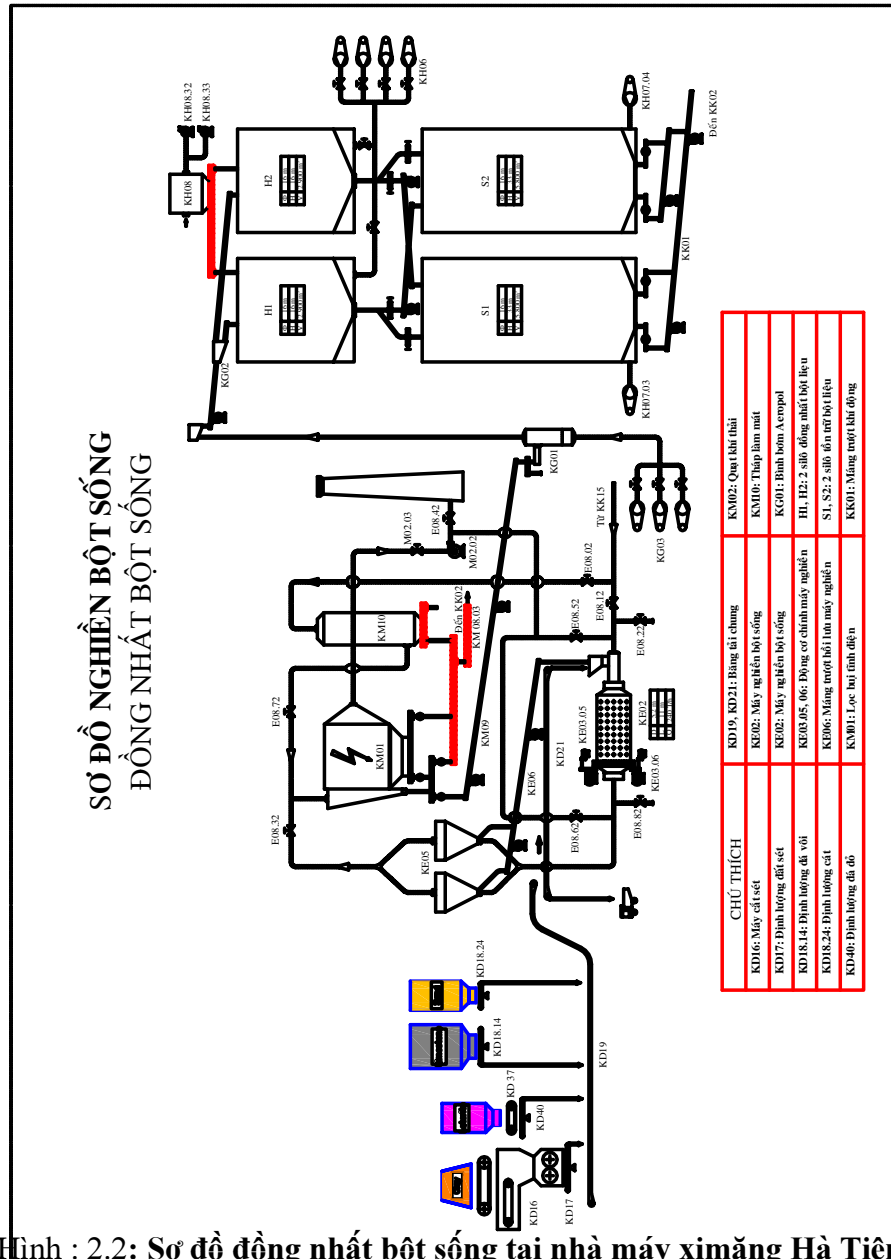 SƠ ĐỒ NGHIỀN BỘT SỐNG
ĐỒNG NHẤT BỘT SỐNG
KH08.32
KH08.33
KH08
KH06
H2
H1
KG02
S2
S1
KH07.04
KH07.03
Đến KK02
KK01
KG01
KG03
Từ KK15
M02.03
E08.42
M02.02
E08.02
E08.12
E08.52
E08.22
KM10
Đến KK02
KM 08.03
E08.72
KM01
KM09
E08.32
KE05
KE06
KD21
KE03.05
KE02
KE03.06
E08.62
E08.82
KD18.24
KD18.14
KD 37
KD40
KD16
KD17
KD19
CHÚ THÍCH
KD16: Máy cắt sét
KD17: Định lượng đất sét
KD18.14: Định lượng đá vôi
KD18.24: Định lượng cát
KD40: Định lượng đá đỏ
KD19, KD21: Băng tải chung
KE02: Máy nghiền bột sống
KE02: Máy nghiền bột sống
KE03.05, 06: Động cơ chính máy nghiền
KE06: Máng trượt hồi lưu máy nghiền
KM01: Lọc bụi tĩnh điện
KM02: Quạt khí thải
KM10: Tháp làm mát
KG01: Bình bơm Aeropol
H1, H2: 2 silô đồng nhất bột liệu
S1, S2: 2 silô tồn trữ bột liệu
KK01: Máng trượt khí động
Hình : 2.2: Sơ đồ đồng nhất bột sống tại nhà máy ximăng Hà Tiên